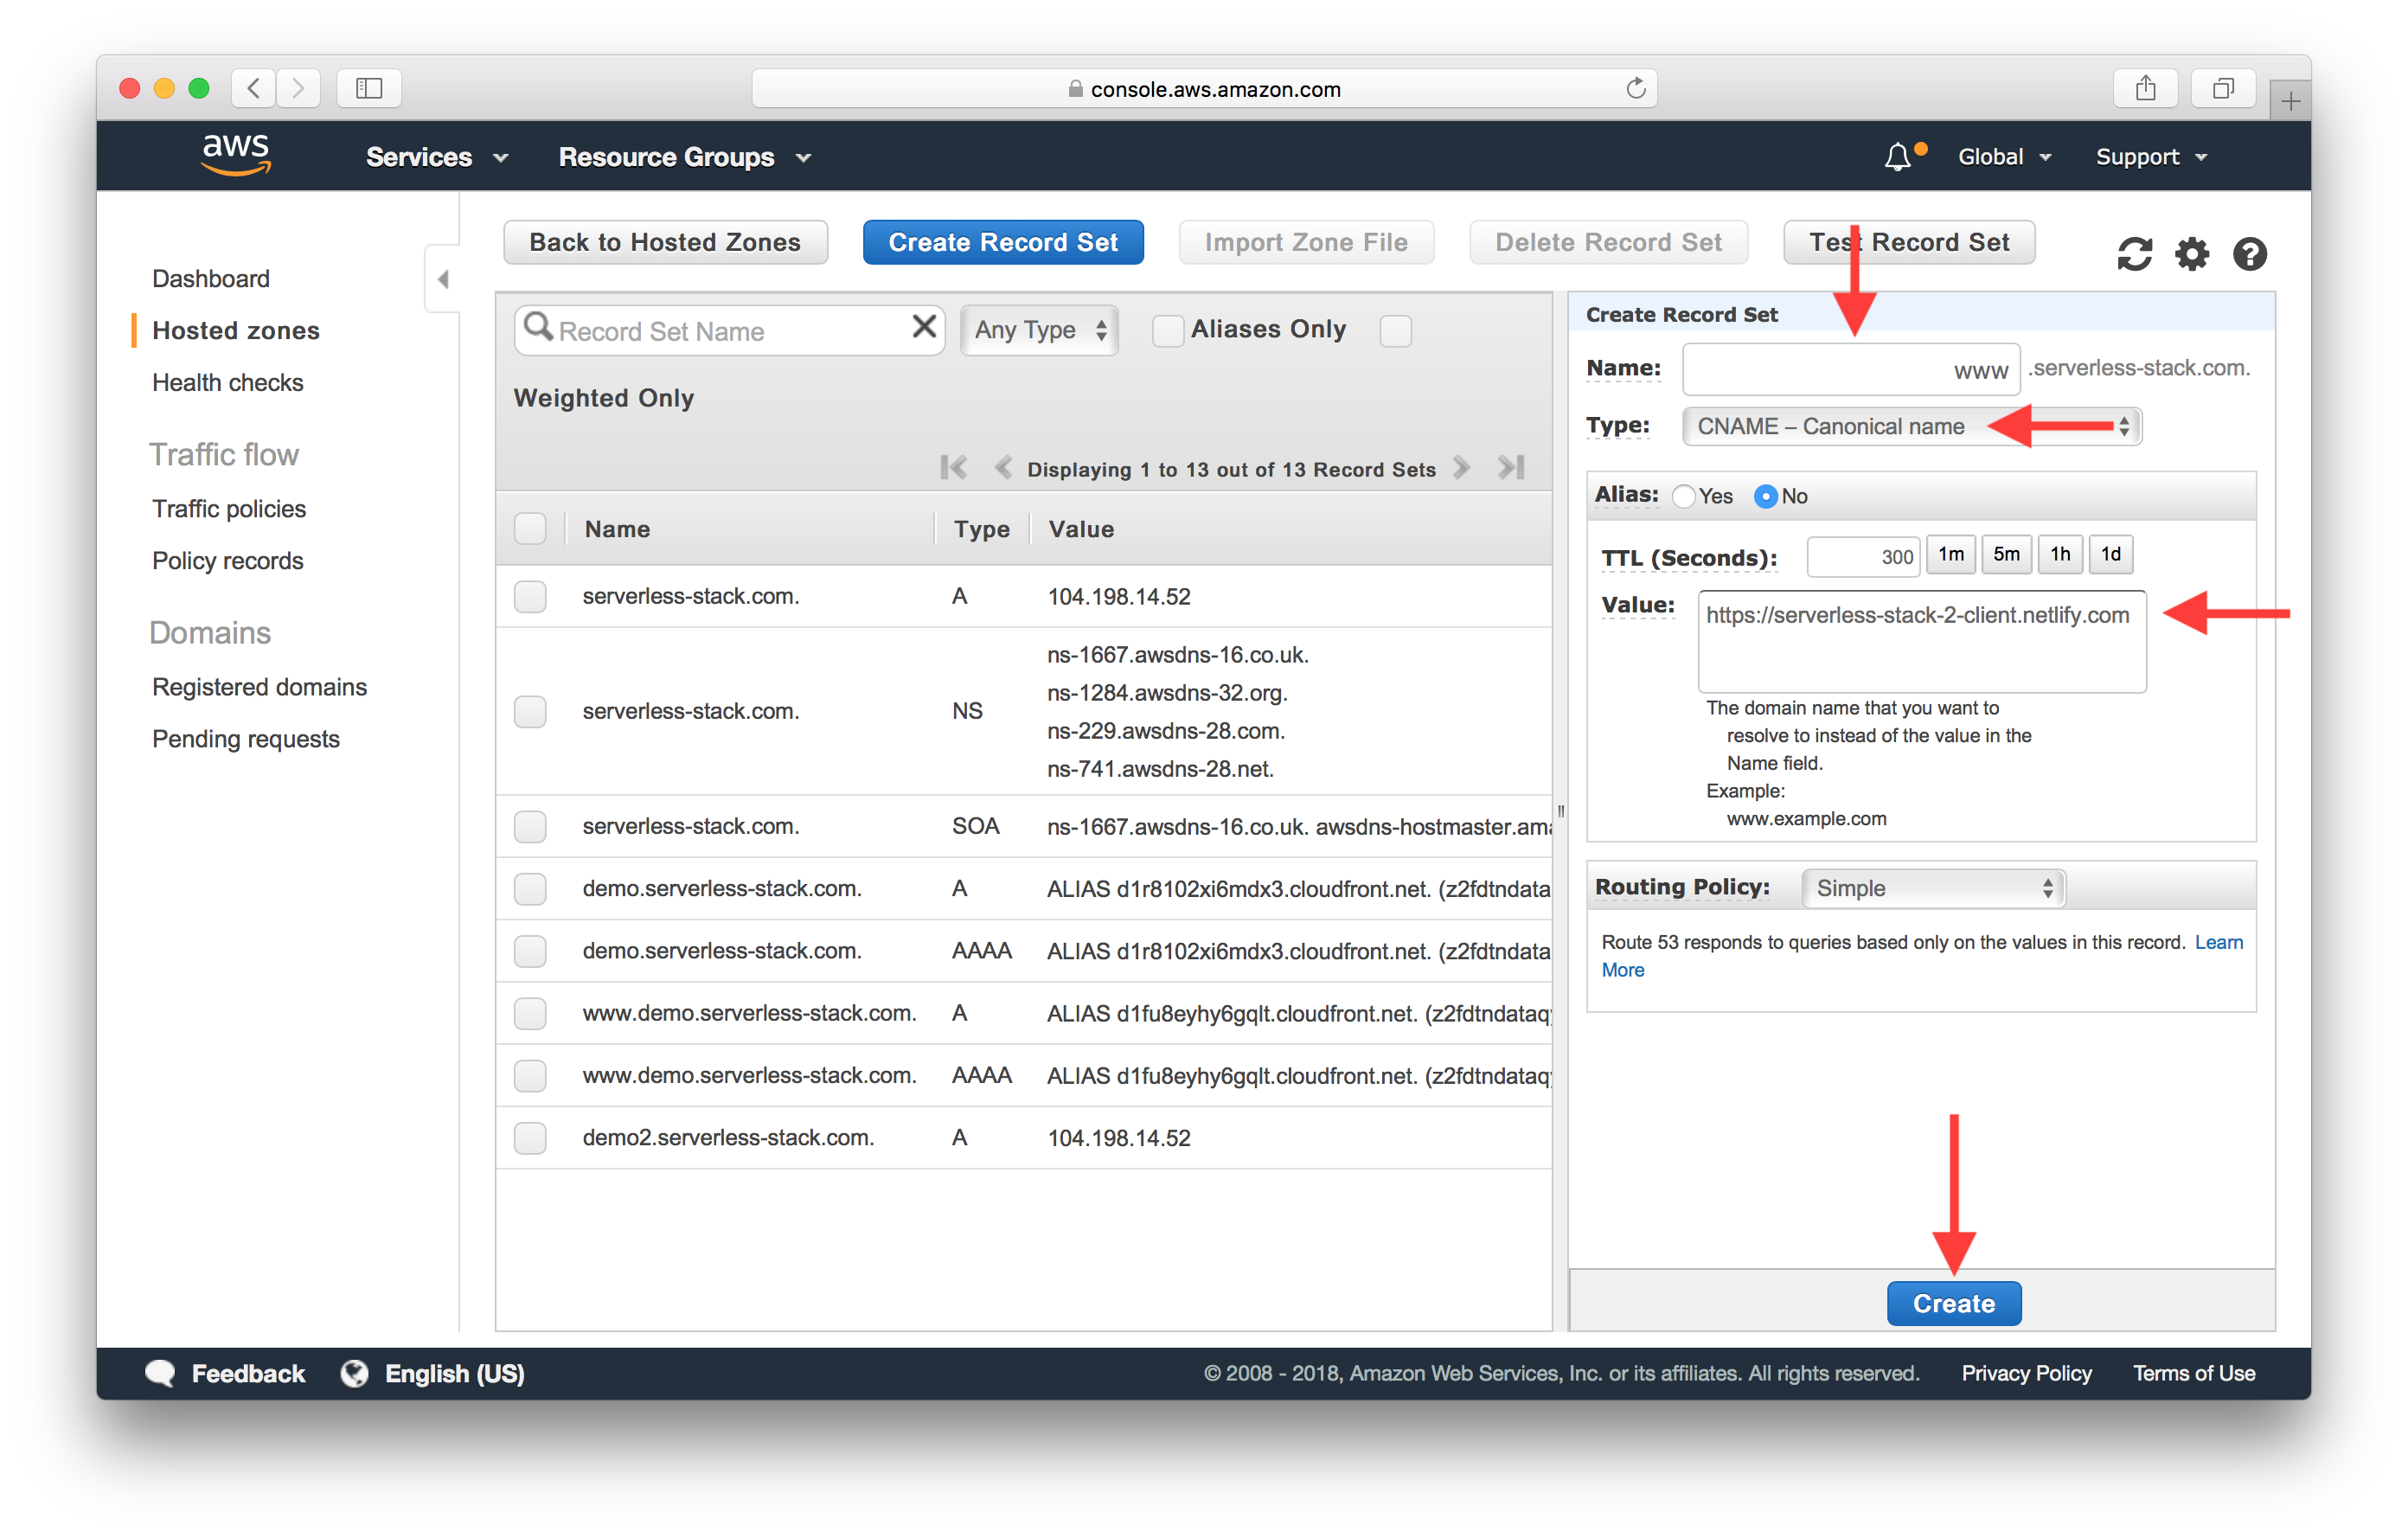 console.aws.amazon.com
aws
Services
Resource Groups
Global
Support
Dashboard
Hosted zones
Health checks
Traffic flow
Traffic policies
Policy records
Domains
Registered domains
Pending requests
Back to Hosted Zones
Create Record Set
Import Zone File
Delete Record Set
Test Record Set
Record Set Name
Any Type
Aliases Only
Weighted Only
Displaying 1 to 13 out of 13 Record Sets
Name Type Value
serverless-stack.com. A 104.198.14.52
serverless-stack.com. NS ns-1667.awsdns-16.co.uk.
ns-1284.awsdns-32.org.
ns-229.awsdns-28.com.
ns-741.awsdns-28.net.
serverless-stack.com. SOA ns-1667.awsdns-16.co.uk. awsdns-hostmaster.ama
demo.serverless-stack.com. A ALIAS d1r8102xi6mdx3.cloudfront.net. (z2fdtndata
demo.serverless-stack.com. AAAA ALIAS d1r8102xi6mdx3.cloudfront.net. (z2fdtndata
www.demo.serverless-stack.com. A ALIAS d1fu8eyhy6gqlt.cloudfront.net. (z2fdtndataq
www.demo.serverless-stack.com. AAAA ALIAS d1fu8eyhy6gqlt.cloudfront.net. (z2fdtndataq
demo2.serverless-stack.com. A 104.198.14.52
Create Record Set
Name: www .serverless-stack.com.
Type: CNAME – Canonical name
Alias: Yes No
TTL (Seconds): 300 1m 5m 1h 1d
Value: https://serverless-stack-2-client.netlify.com
The domain name that you want to
resolve to instead of the value in the
Name field.
Example:
www.example.com
Routing Policy: Simple
Route 53 responds to queries based only on the values in this record. Learn
More
Create
Feedback
English (US)
© 2008 - 2018, Amazon Web Services, Inc. or its affiliates. All rights reserved.
Privacy Policy
Terms of Use